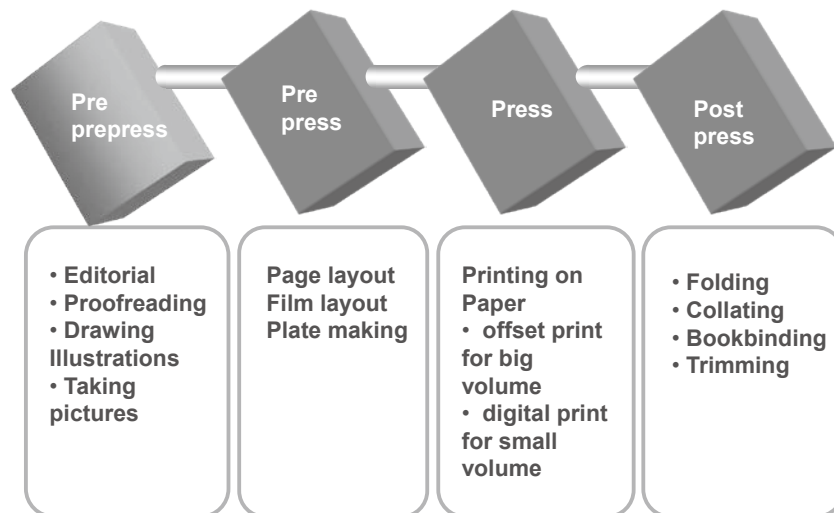 Pre
prepress
Pre
press
Press
Post
press
• Editorial
• Proofreading
• Drawing
Illustrations
• Taking
pictures
Page layout
Film layout
Plate making
Printing on
Paper
• offset print
for big
volume
• digital print
for small
volume
• Folding
• Collating
• Bookbinding
• Trimming